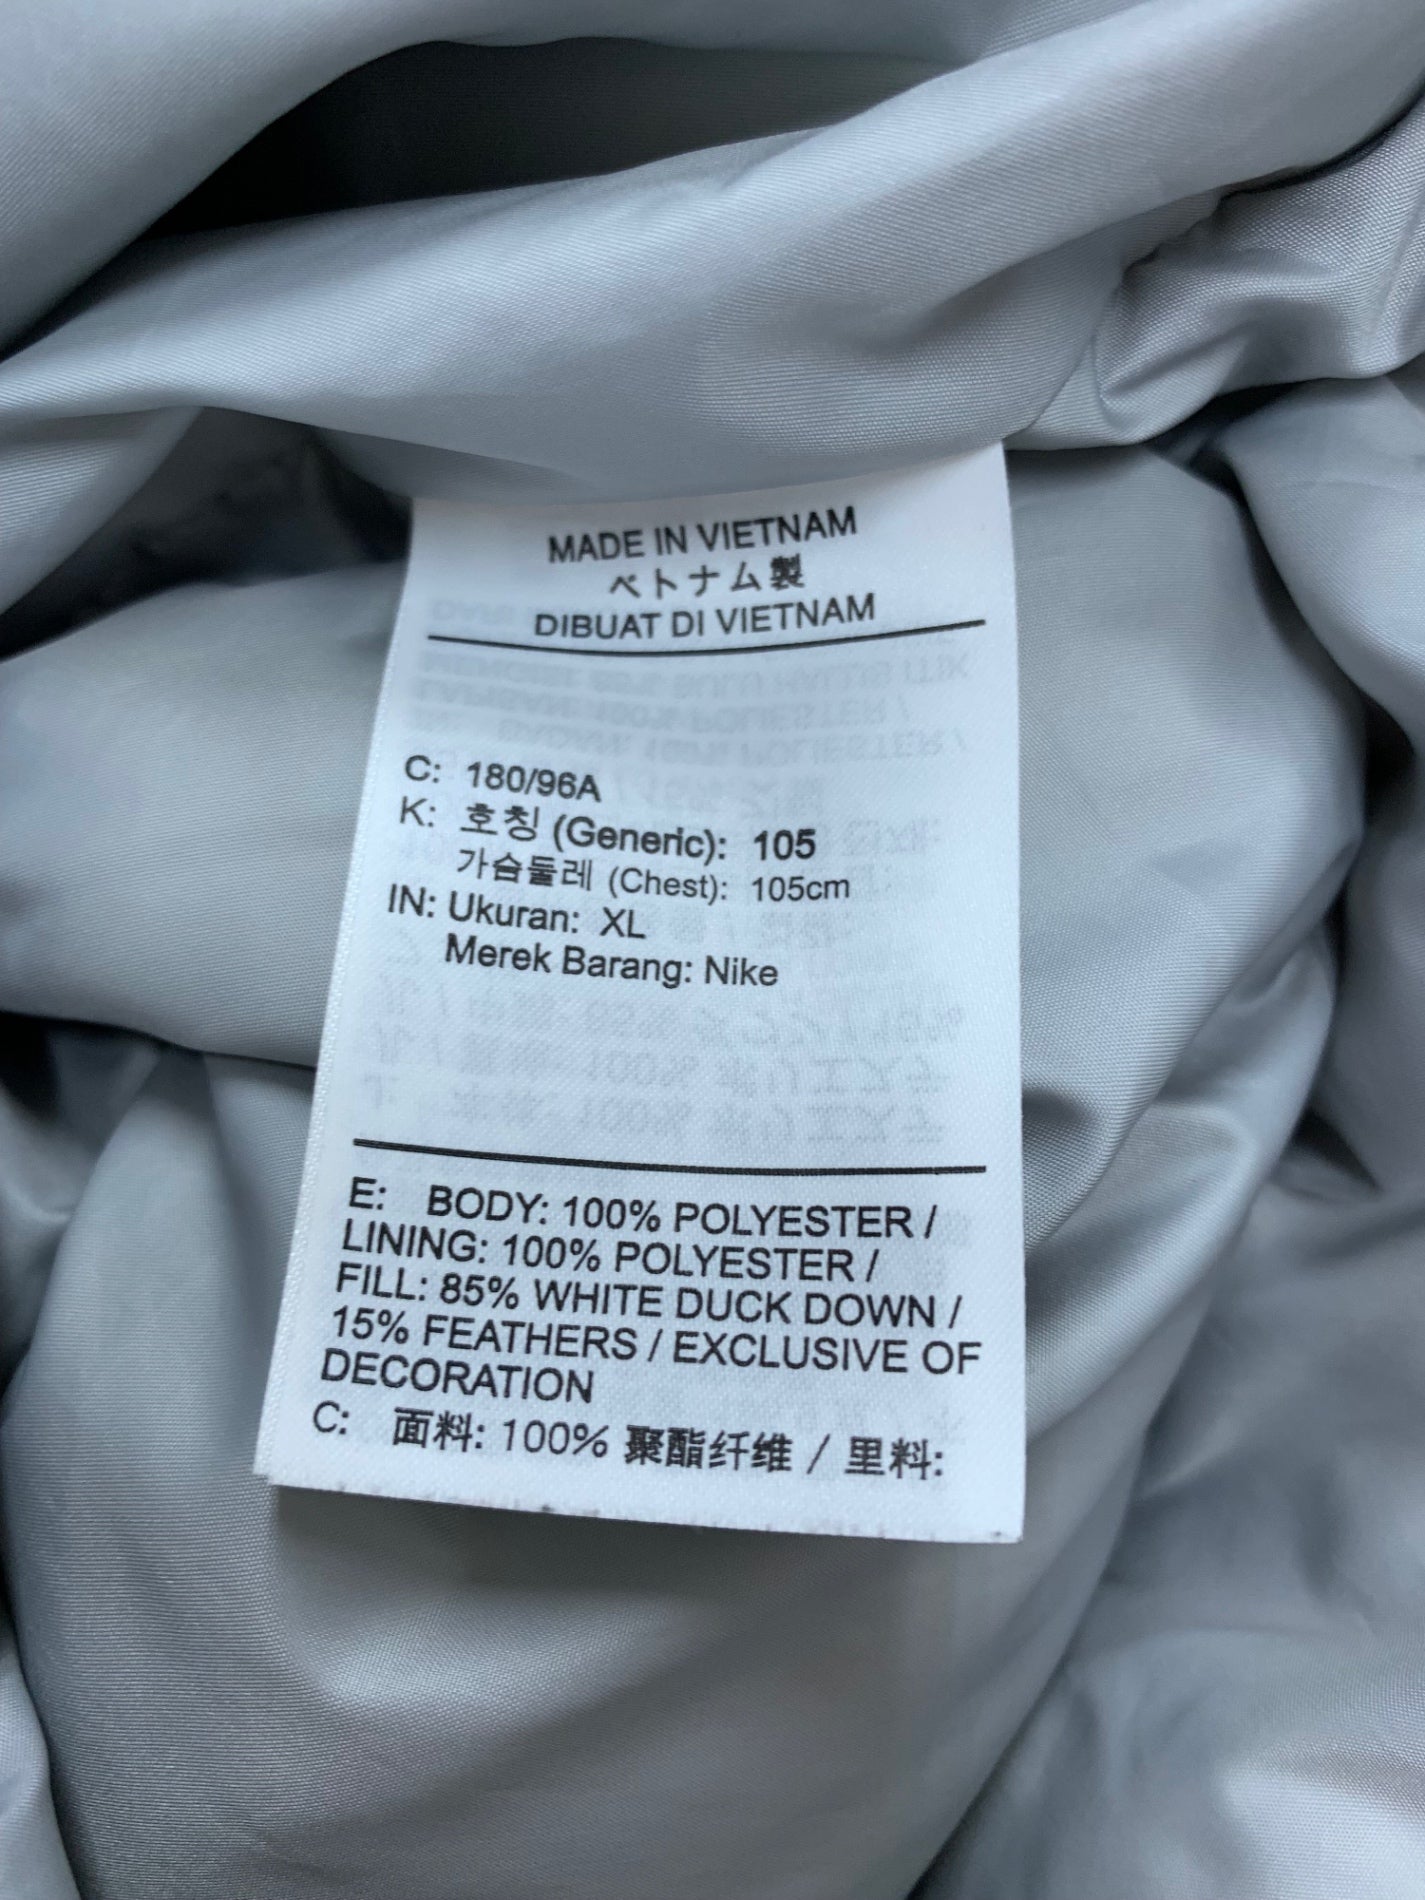 MADE IN VIETNAM
ベトナム製
DIBUAT DI VIETNAM
C: 180/96A
K: 호칭 (Generic): 105
가슴둘레 (Chest): 105cm
IN: Ukuran: XL
Merek Barang: Nike
E: BODY: 100% POLYESTER /
LINING: 100% POLYESTER /
FILL: 85% WHITE DUCK DOWN /
15% FEATHERS / EXCLUSIVE OF
DECORATION
C: 面料: 100% 聚酯纤维 / 里料: